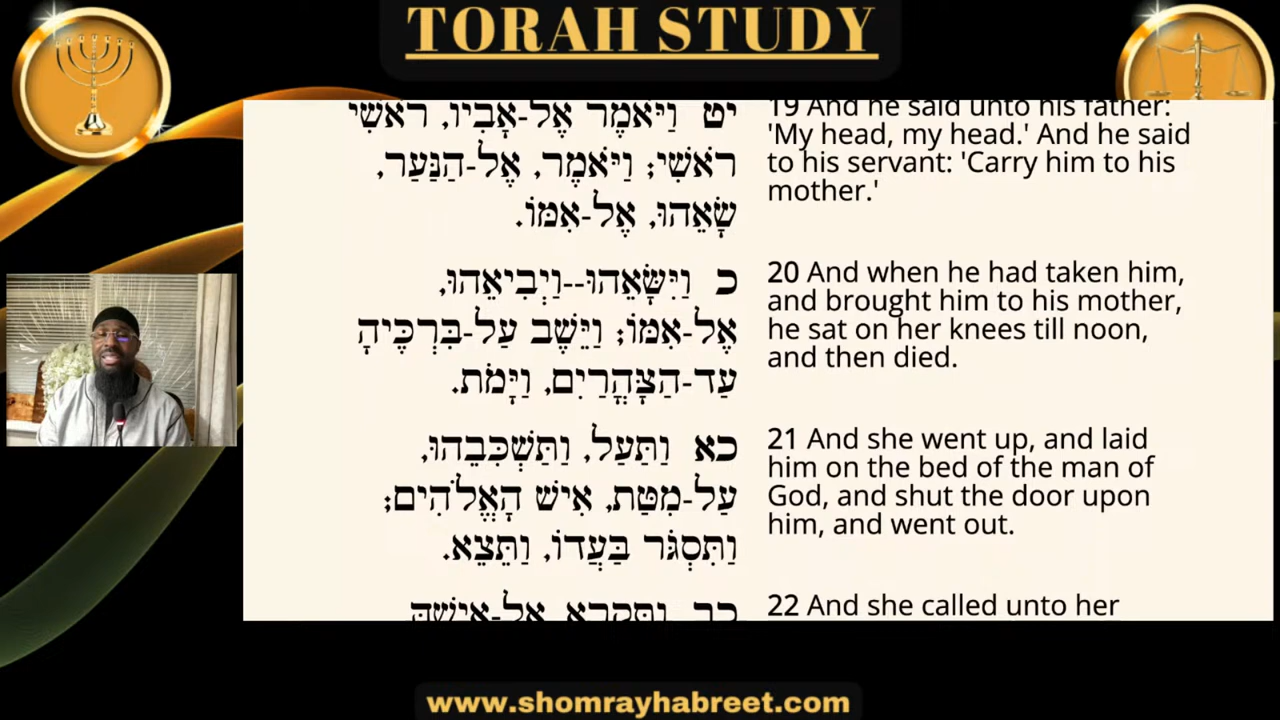 TORAH STUDY
יט וַיֹּאמֶר אֶל-אָבִיו, רֹאשִׁי
רֹאשִׁי; וַיֹּאמֶר, אֶל-הַנַּעַר,
שָׂאֵהוּ, אֶל-אִמּוֹ.
19 And he said unto his father:
'My head, my head.' And he said
to his servant: 'Carry him to his
mother.'
כ וַיִּשָּׂאֵהוּ--וַיְבִיאֵהוּ,
אֶל-אִמּוֹ; וַיֵּשֶׁב עַל-בִּרְכֶּיהָ
עַד-הַצָּהֳרַיִם, וַיָּמֹת.
20 And when he had taken him,
and brought him to his mother,
he sat on her knees till noon,
and then died.
כא וַתַּעַל, וַתַּשְׁכִּבֵהוּ,
עַל-מִטַּת, אִישׁ הָאֱלֹהִים;
וַתִּסְגֹּר בַּעֲדוֹ, וַתֵּצֵא.
21 And she went up, and laid
him on the bed of the man of
God, and shut the door upon
him, and went out.
כב וַתִּקְרָא אֶל-אִישָׁהּ
22 And she called unto her
www.shomrayhabreet.com